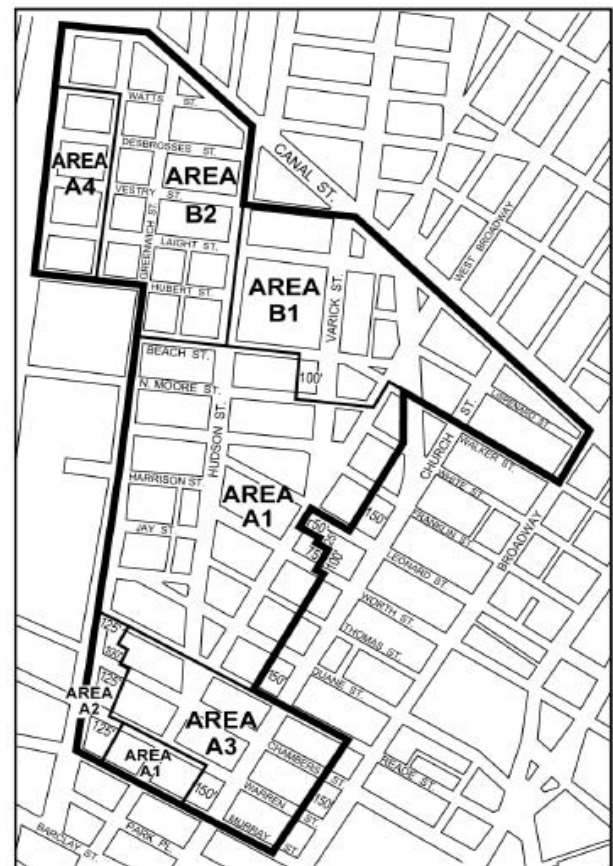 WATTS ST.
DESBROSSES ST.
CANAL ST.
AREA
A4
AREA
B2
VESTRY ST.
GREENWICH ST.
LAIGHT ST.
HUBERT ST.
WEST BROADWAY
AREA
B1
VARICK ST.
BEACH ST.
100'
N. MOORE ST.
LISPENARD ST.
HUDSON ST.
CHURCH ST.
WALKER ST.
WHITE ST
HARRISON ST.
AREA
A1
150'
FRANKLIN ST.
BROADWAY
JAY ST
50'
75'
100'
LEONARD ST.
WORTH ST.
THOMAS ST.
125'
125'
150'
DUANE ST.
AREA
A2
125'
AREA
A3
AREA
A1
CHAMBERS ST
READE ST.
150'
WARREN ST.
150'
MURRAY ST.
PARK PL.
BARCLAY ST.